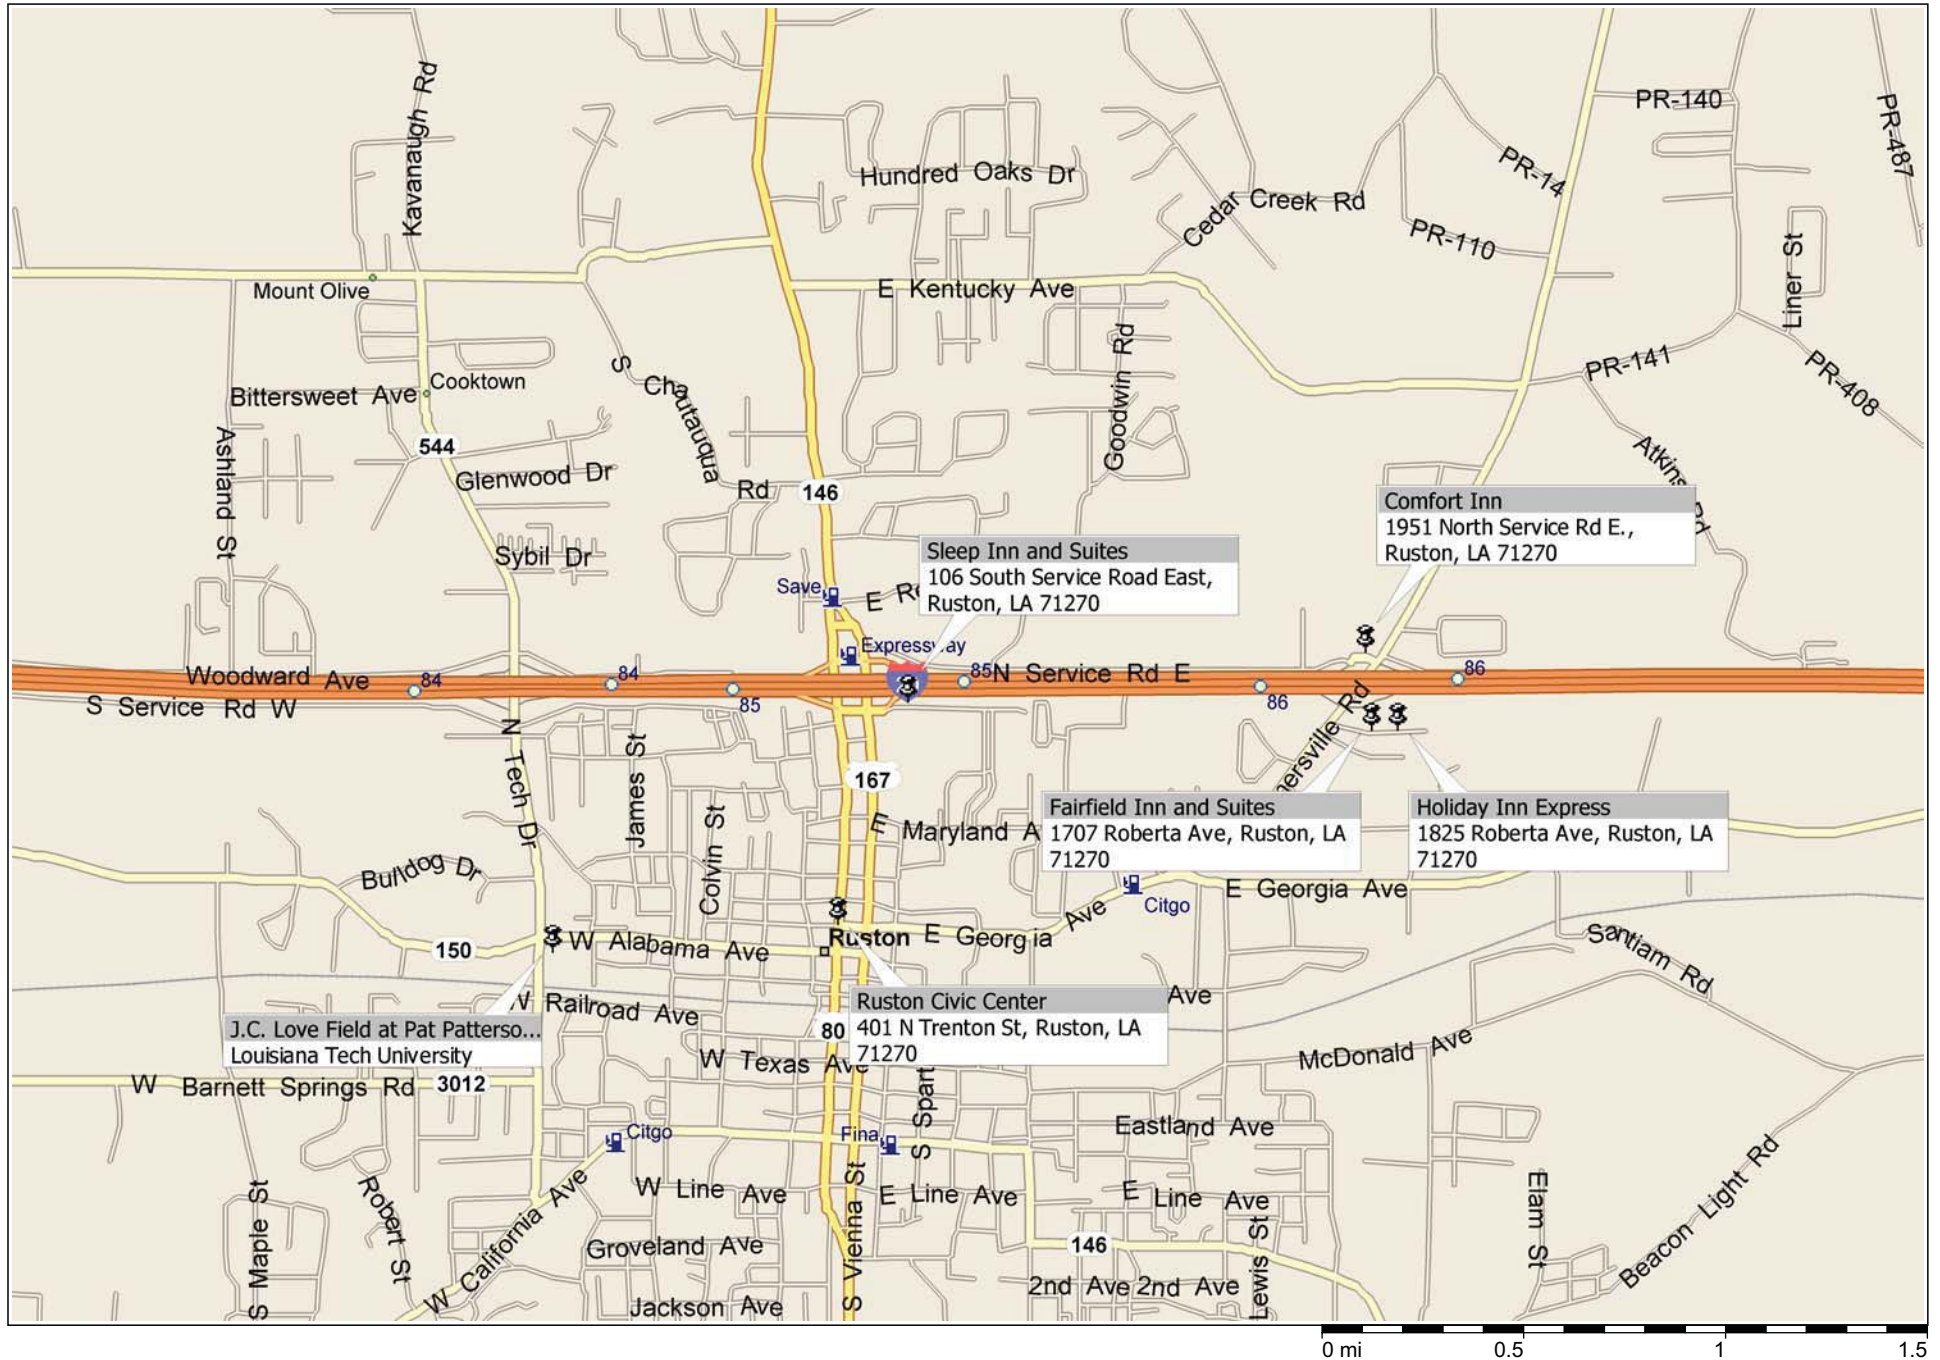 Kavanaugh Rd
PR-140
PR-487
Hundred Oaks Dr
PR-14
Cedar Creek Rd
PR-110
Liner St
Mount Olive
E Kentucky Ave
S Chautauqua Rd
Goodwin Rd
PR-141
PR-408
Bittersweet Ave
Cooktown
544
Ashland St
Glenwood Dr
146
Atkins Rd
Comfort Inn
1951 North Service Rd E.,
Ruston, LA 71270
Sybil Dr
Sleep Inn and Suites
106 South Service Road East,
Ruston, LA 71270
Save
E
Expressway
Woodward Ave
84
84
85
85
N Service Rd E
86
86
S Service Rd W
N Tech Dr
James St
167
Colvin St
E Maryland A
Fairfield Inn and Suites
1707 Roberta Ave, Ruston, LA
71270
Holiday Inn Express
1825 Roberta Ave, Ruston, LA
71270
Bulldog Dr
Citgo
E Georgia Ave
150
W Alabama Ave
Ruston
E Georgia Ave
Santiam Rd
W Railroad Ave
Ruston Civic Center
401 N Trenton St, Ruston, LA
71270
Ave
J.C. Love Field at Pat Patterso...
Louisiana Tech University
80
W Texas Ave
McDonald Ave
W Barnett Springs Rd
3012
S Spart
Citgo
Fina
Eastland Ave
S Maple St
Robert St
W California Ave
W Line Ave
S Vienna St
E Line Ave
E Line Ave
Elam St
Beacon Light Rd
Groveland Ave
146
Lewis St
Jackson Ave
2nd Ave
2nd Ave
0 mi
0.5
1
1.5